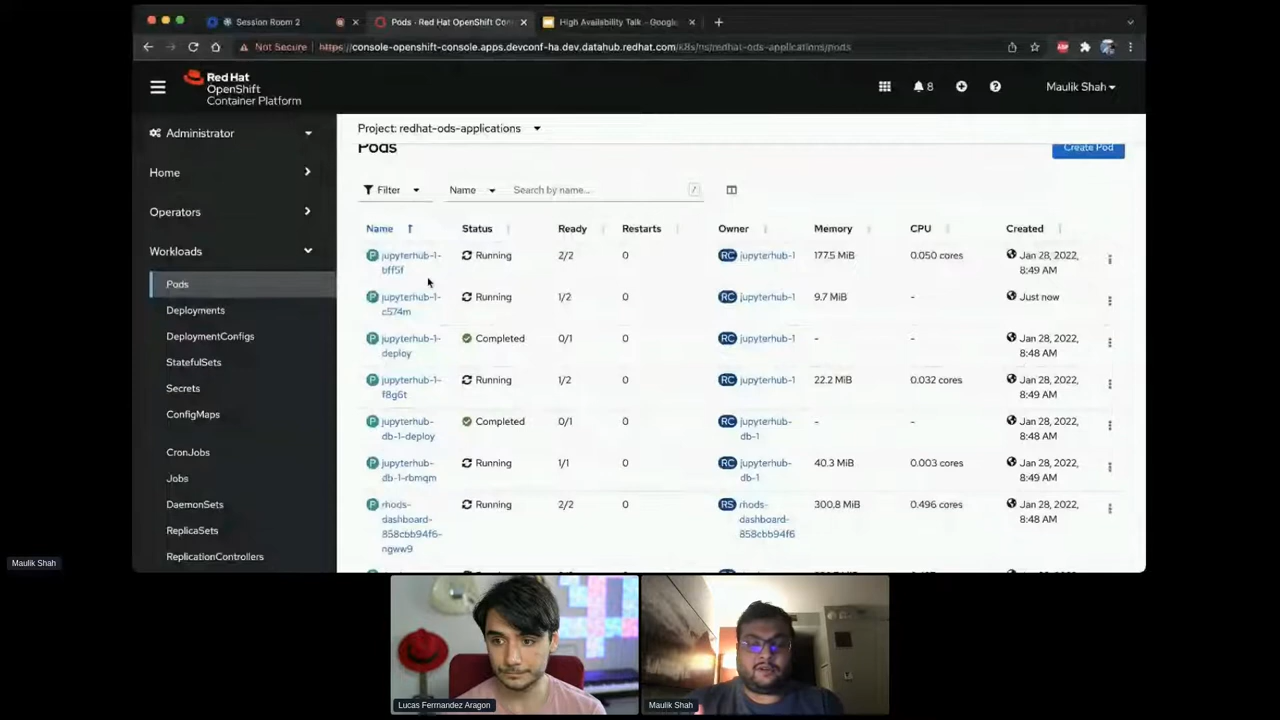 Session Room 2
Pods · Red Hat OpenShift Con
High Availability Talk - Google
Not Secure
https://console-openshift-console.apps.devconf-ha.dev.datahub.redhat.com/k8s/ns/redhat-ods-applications/pods
ABP
Red Hat
OpenShift
Container Platform
8
Maulik Shah
Administrator
Home
Operators
Workloads
Pods
Deployments
DeploymentConfigs
StatefulSets
Secrets
ConfigMaps
CronJobs
Jobs
DaemonSets
ReplicaSets
ReplicationControllers
Project: redhat-ods-applications
Pods
Create Pod
Filter
Name
Search by name...
/
Name Status Ready Restarts Owner Memory CPU Created
P jupyterhub-1- Running 2/2 0 RC jupyterhub-1 177.5 MiB 0.050 cores Jan 28, 2022,
bff5f 8:49 AM
P jupyterhub-1- Running 1/2 0 RC jupyterhub-1 9.7 MiB - Just now
c574m
P jupyterhub-1- Completed 0/1 0 RC jupyterhub-1 - - Jan 28, 2022,
deploy 8:48 AM
P jupyterhub-1- Running 1/2 0 RC jupyterhub-1 22.2 MiB 0.032 cores Jan 28, 2022,
f8g6t 8:49 AM
P jupyterhub- Completed 0/1 0 RC jupyterhub- - - Jan 28, 2022,
db-1-deploy db-1 8:48 AM
P jupyterhub- Running 1/1 0 RC jupyterhub- 40.3 MiB 0.003 cores Jan 28, 2022,
db-1-rbmqm db-1 8:49 AM
P rhods- Running 2/2 0 RS rhods- 300.8 MiB 0.496 cores Jan 28, 2022,
dashboard- dashboard- 8:48 AM
858cbb94f6- 858cbb94f6
ngww9
Maulik Shah
Lucas Fernandez Aragon
Maulik Shah